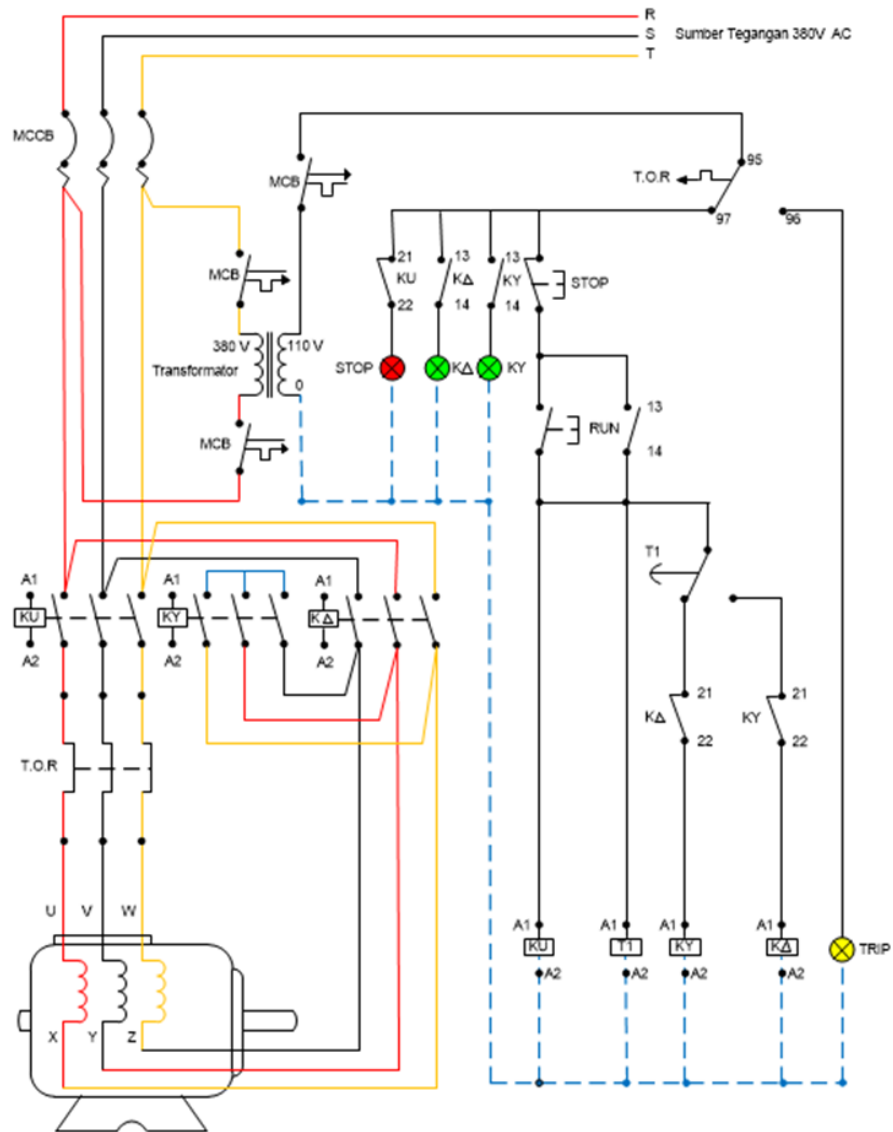 R
S Sumber Tegangan 380V AC
T
MCCB
MCB
T.O.R
95
97
96
MCB
21
KU
22
13
KΔ
14
13
KY
14
STOP
380 V
110 V
Transformator
0
STOP
KΔ
KY
MCB
RUN
13
14
T1
A1
KU
A2
A1
KY
A2
A1
KΔ
A2
KΔ
21
22
KY
21
22
T.O.R
U V W
X Y Z
A1
KU
A2
A1
T1
A2
A1
KY
A2
A1
KΔ
A2
TRIP